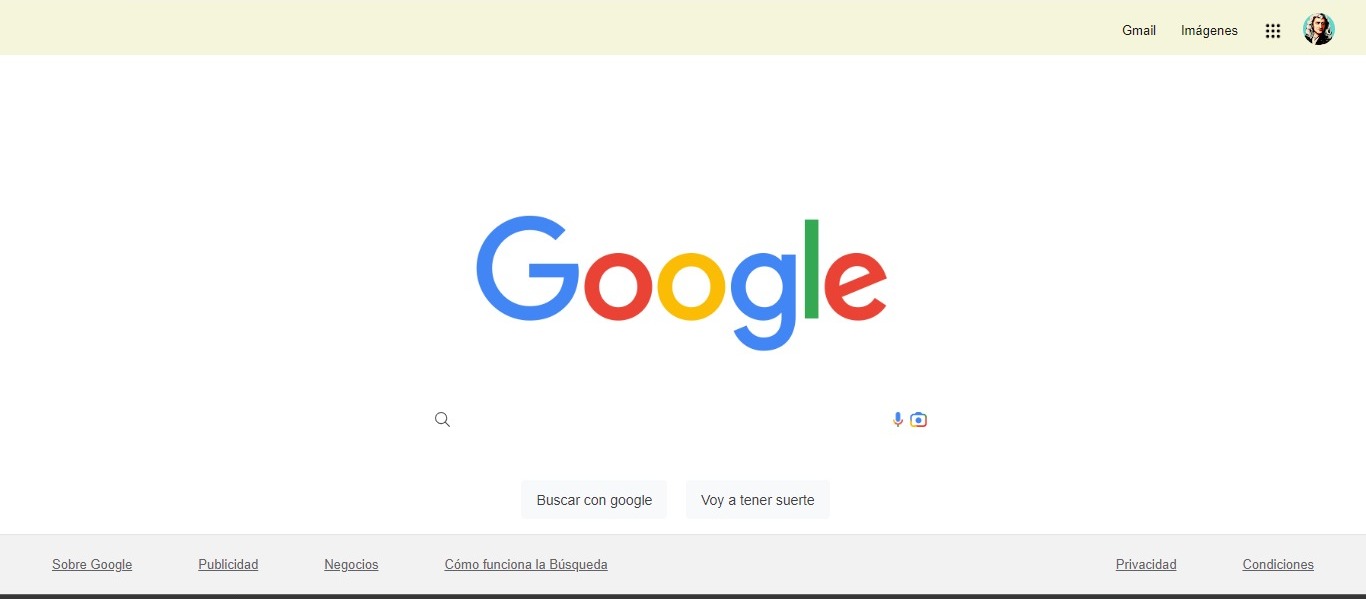 Gmail Imágenes
Google
Buscar con google Voy a tener suerte
Sobre Google Publicidad Negocios Cómo funciona la Búsqueda Privacidad Condiciones